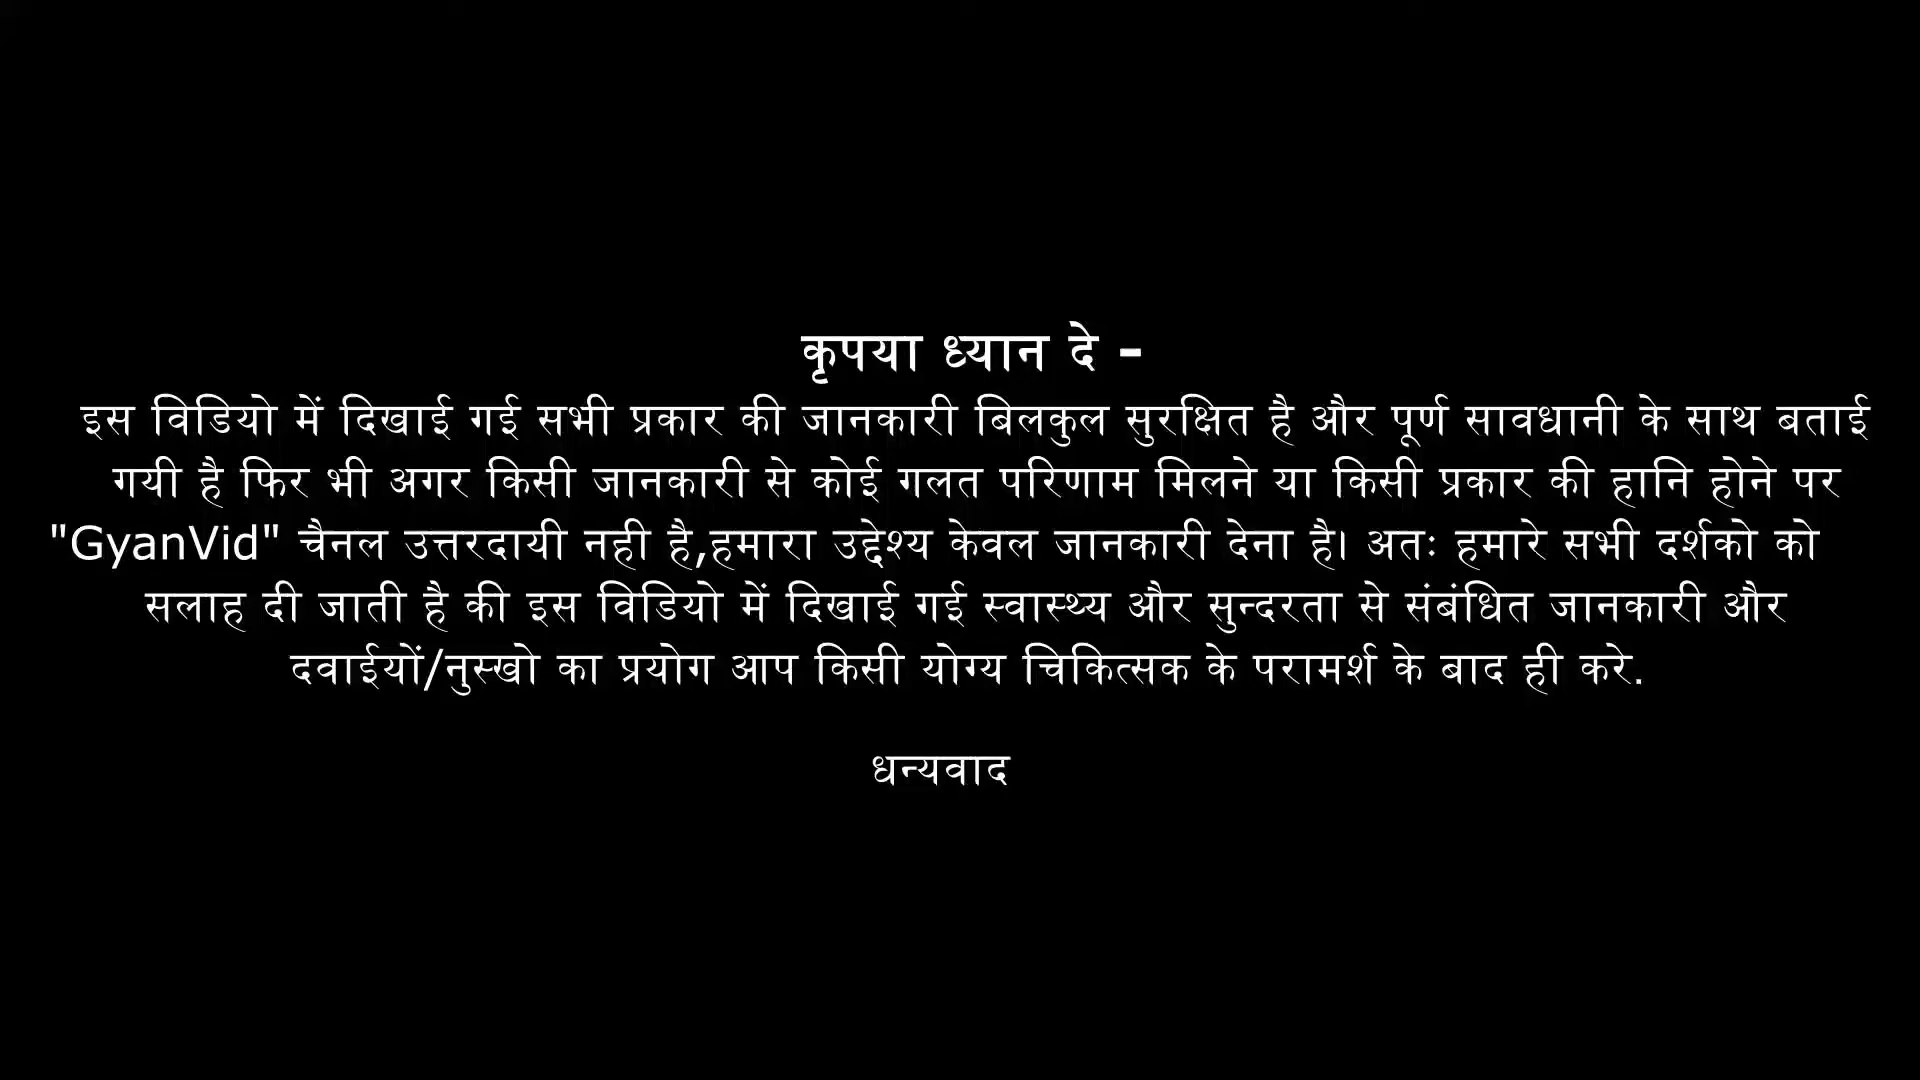 कृपया ध्यान दे -
इस विडियो में दिखाई गई सभी प्रकार की जानकारी बिलकुल सुरक्षित है और पूर्ण सावधानी के साथ बताई
गयी है फिर भी अगर किसी जानकारी से कोई गलत परिणाम मिलने या किसी प्रकार की हानि होने पर
"GyanVid" चैनल उत्तरदायी नही है,हमारा उद्देश्य केवल जानकारी देना है। अतः हमारे सभी दर्शको को
सलाह दी जाती है की इस विडियो में दिखाई गई स्वास्थ्य और सुन्दरता से संबंधित जानकारी और
दवाईयों/नुस्खो का प्रयोग आप किसी योग्य चिकित्सक के परामर्श के बाद ही करे.
धन्यवाद